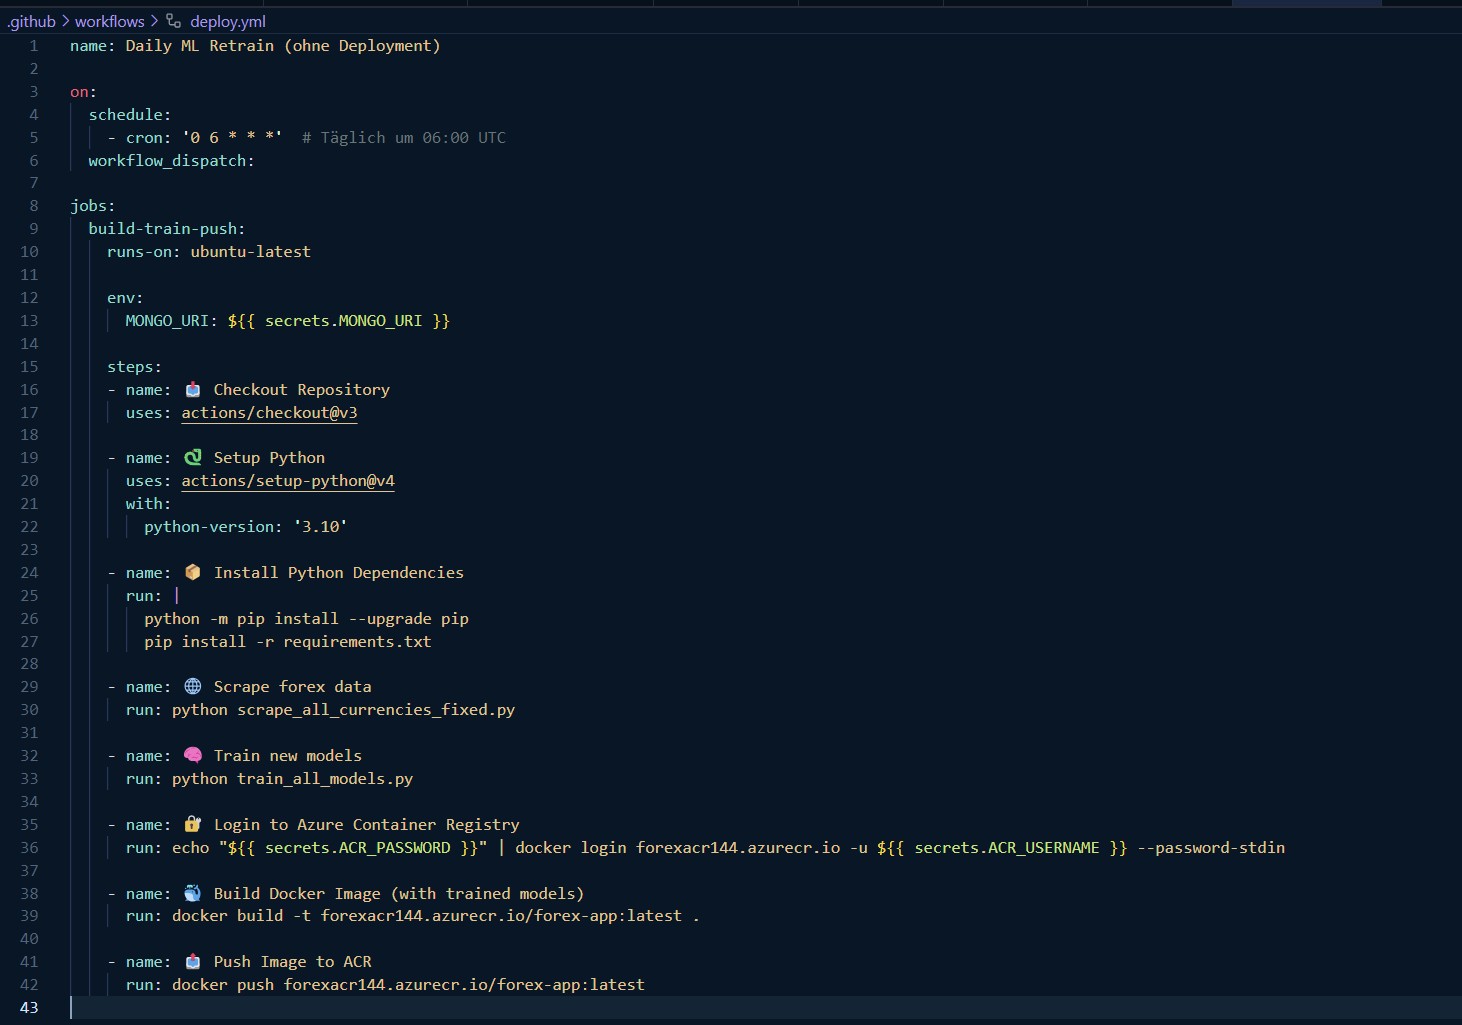 .github > workflows > deploy.yml
1 name: Daily ML Retrain (ohne Deployment)
2
3 on:
4 schedule:
5 - cron: '0 6 * * *' # Täglich um 06:00 UTC
6 workflow_dispatch:
7
8 jobs:
9 build-train-push:
10 runs-on: ubuntu-latest
11
12 env:
13 MONGO_URI: ${{ secrets.MONGO_URI }}
14
15 steps:
16 - name: 📥 Checkout Repository
17 uses: actions/checkout@v3
18
19 - name: 🐍 Setup Python
20 uses: actions/setup-python@v4
21 with:
22 python-version: '3.10'
23
24 - name: 📦 Install Python Dependencies
25 run: |
26 python -m pip install --upgrade pip
27 pip install -r requirements.txt
28
29 - name: 🌐 Scrape forex data
30 run: python scrape_all_currencies_fixed.py
31
32 - name: 🧠 Train new models
33 run: python train_all_models.py
34
35 - name: 🔐 Login to Azure Container Registry
36 run: echo "${{ secrets.ACR_PASSWORD }}" | docker login forexacr144.azurecr.io -u ${{ secrets.ACR_USERNAME }} --password-stdin
37
38 - name: 🐳 Build Docker Image (with trained models)
39 run: docker build -t forexacr144.azurecr.io/forex-app:latest .
40
41 - name: 📤 Push Image to ACR
42 run: docker push forexacr144.azurecr.io/forex-app:latest
43